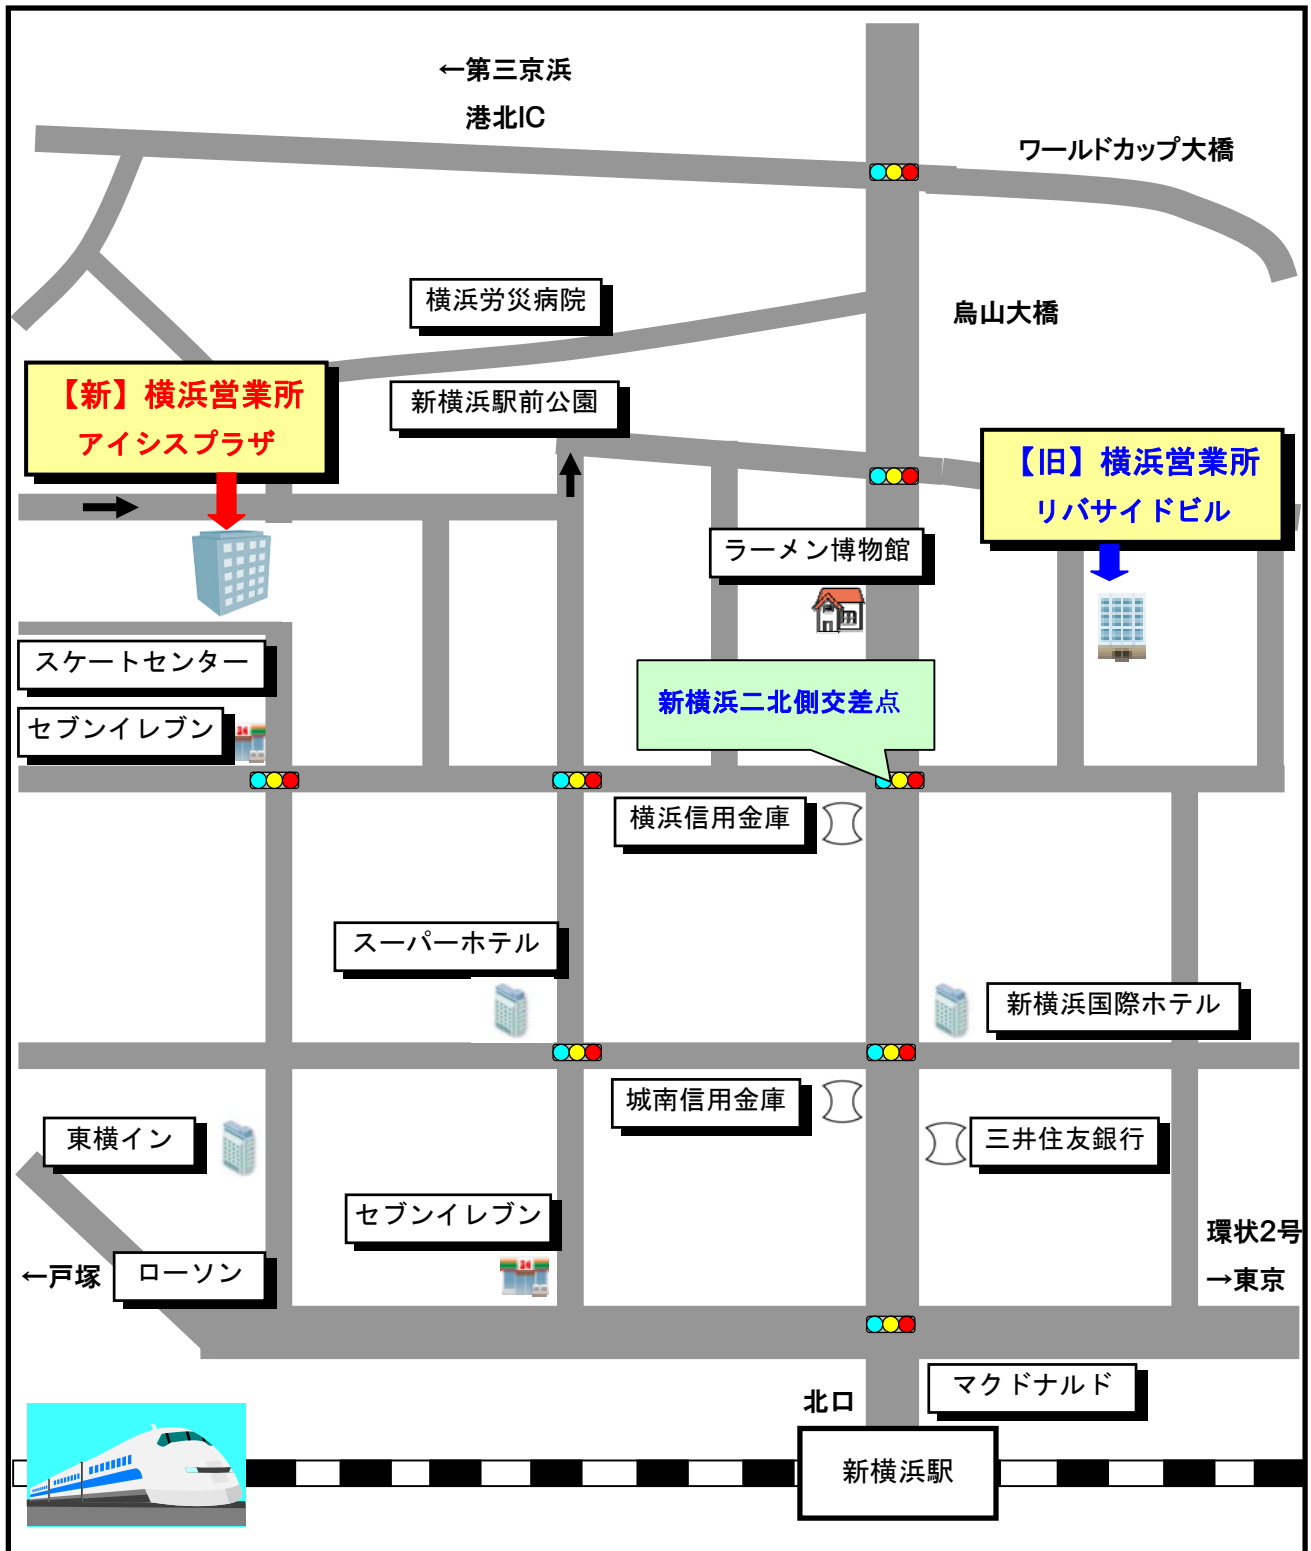 ←第三京浜
港北IC
ワールドカップ大橋
横浜労災病院
烏山大橋
【新】横浜営業所
アイシスプラザ
新横浜駅前公園
【旧】横浜営業所
リバサイドビル
ラーメン博物館
スケートセンター
新横浜二北側交差点
セブンイレブン
24
横浜信用金庫
スーパーホテル
新横浜国際ホテル
城南信用金庫
東横イン
三井住友銀行
セブンイレブン
24
環状2号
→東京
←戸塚
ローソン
マクドナルド
北口
新横浜駅